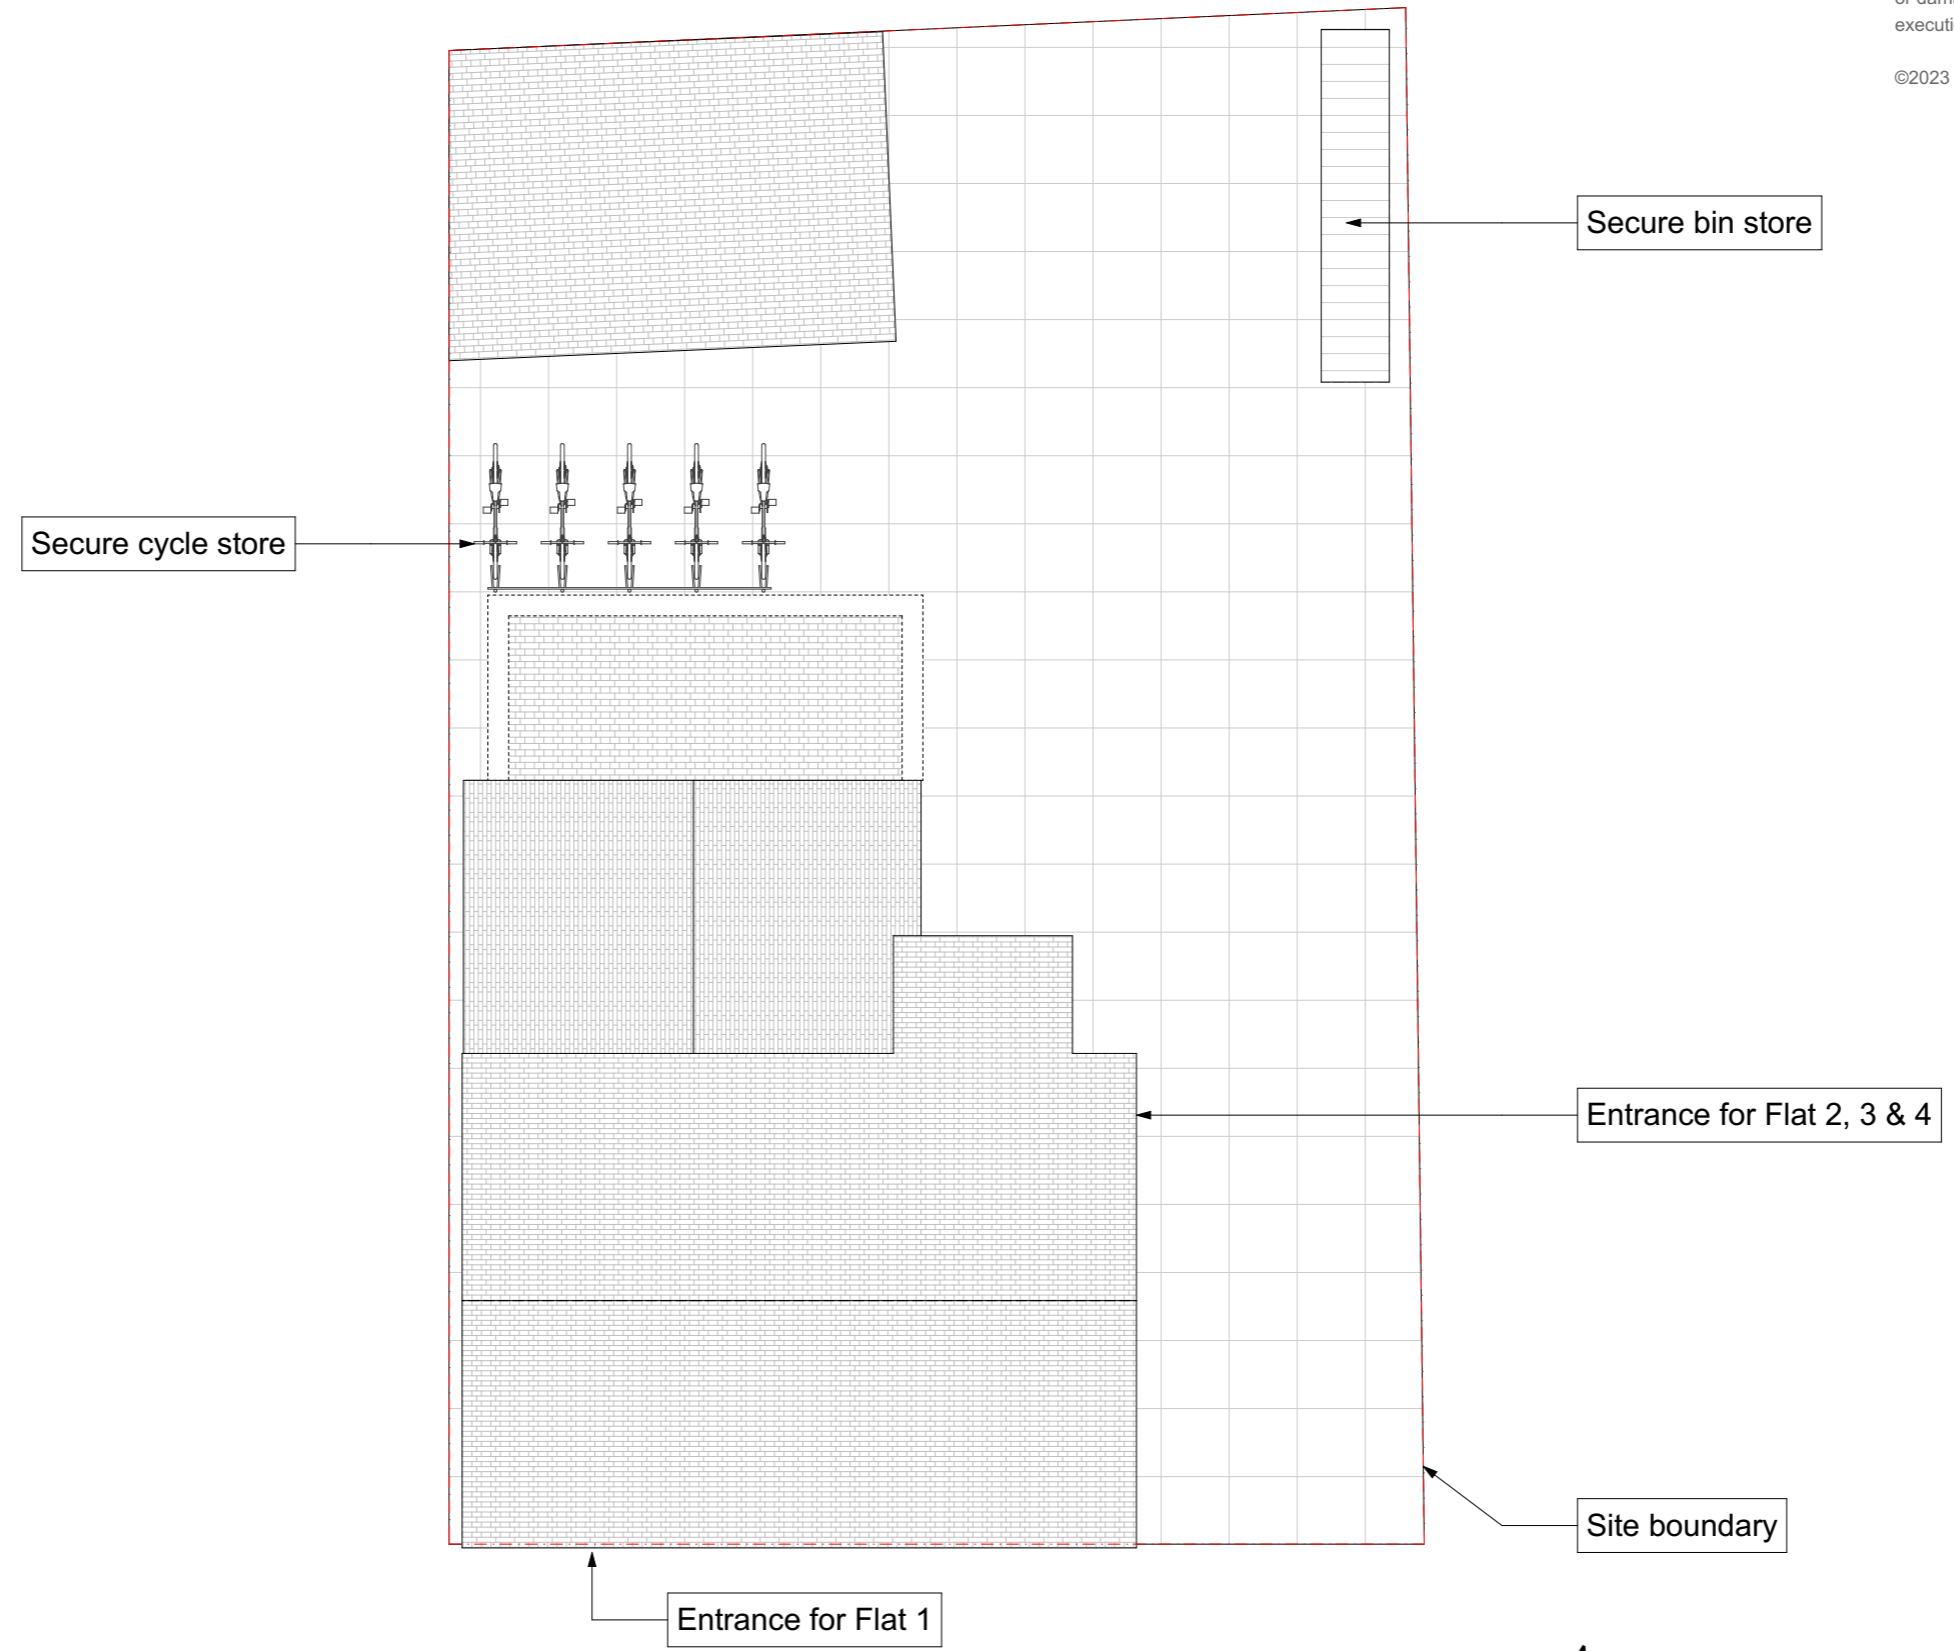 executi
©2023
Secure bin store
Secure cycle store
Entrance for Flat 2, 3 & 4
Site boundary
Entrance for Flat 1